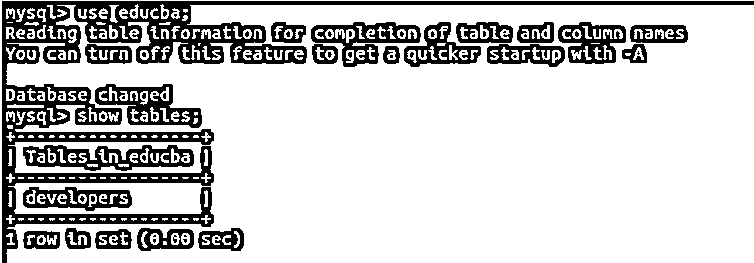 mysql> use educba;
Reading table information for completion of table and column names
You can turn off this feature to get a quicker startup with -A
Database changed
mysql> show tables;
+------------------+
| Tables_in_educba |
+------------------+
| developers       |
+------------------+
1 row in set (0.00 sec)